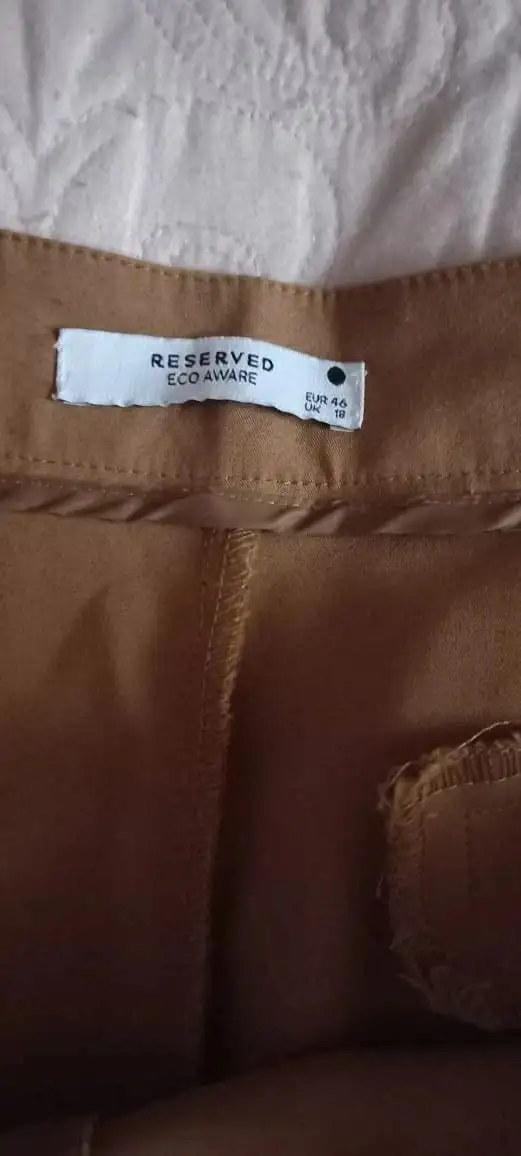 RESERVED
ECO AWARE
EUR 46
UK 18